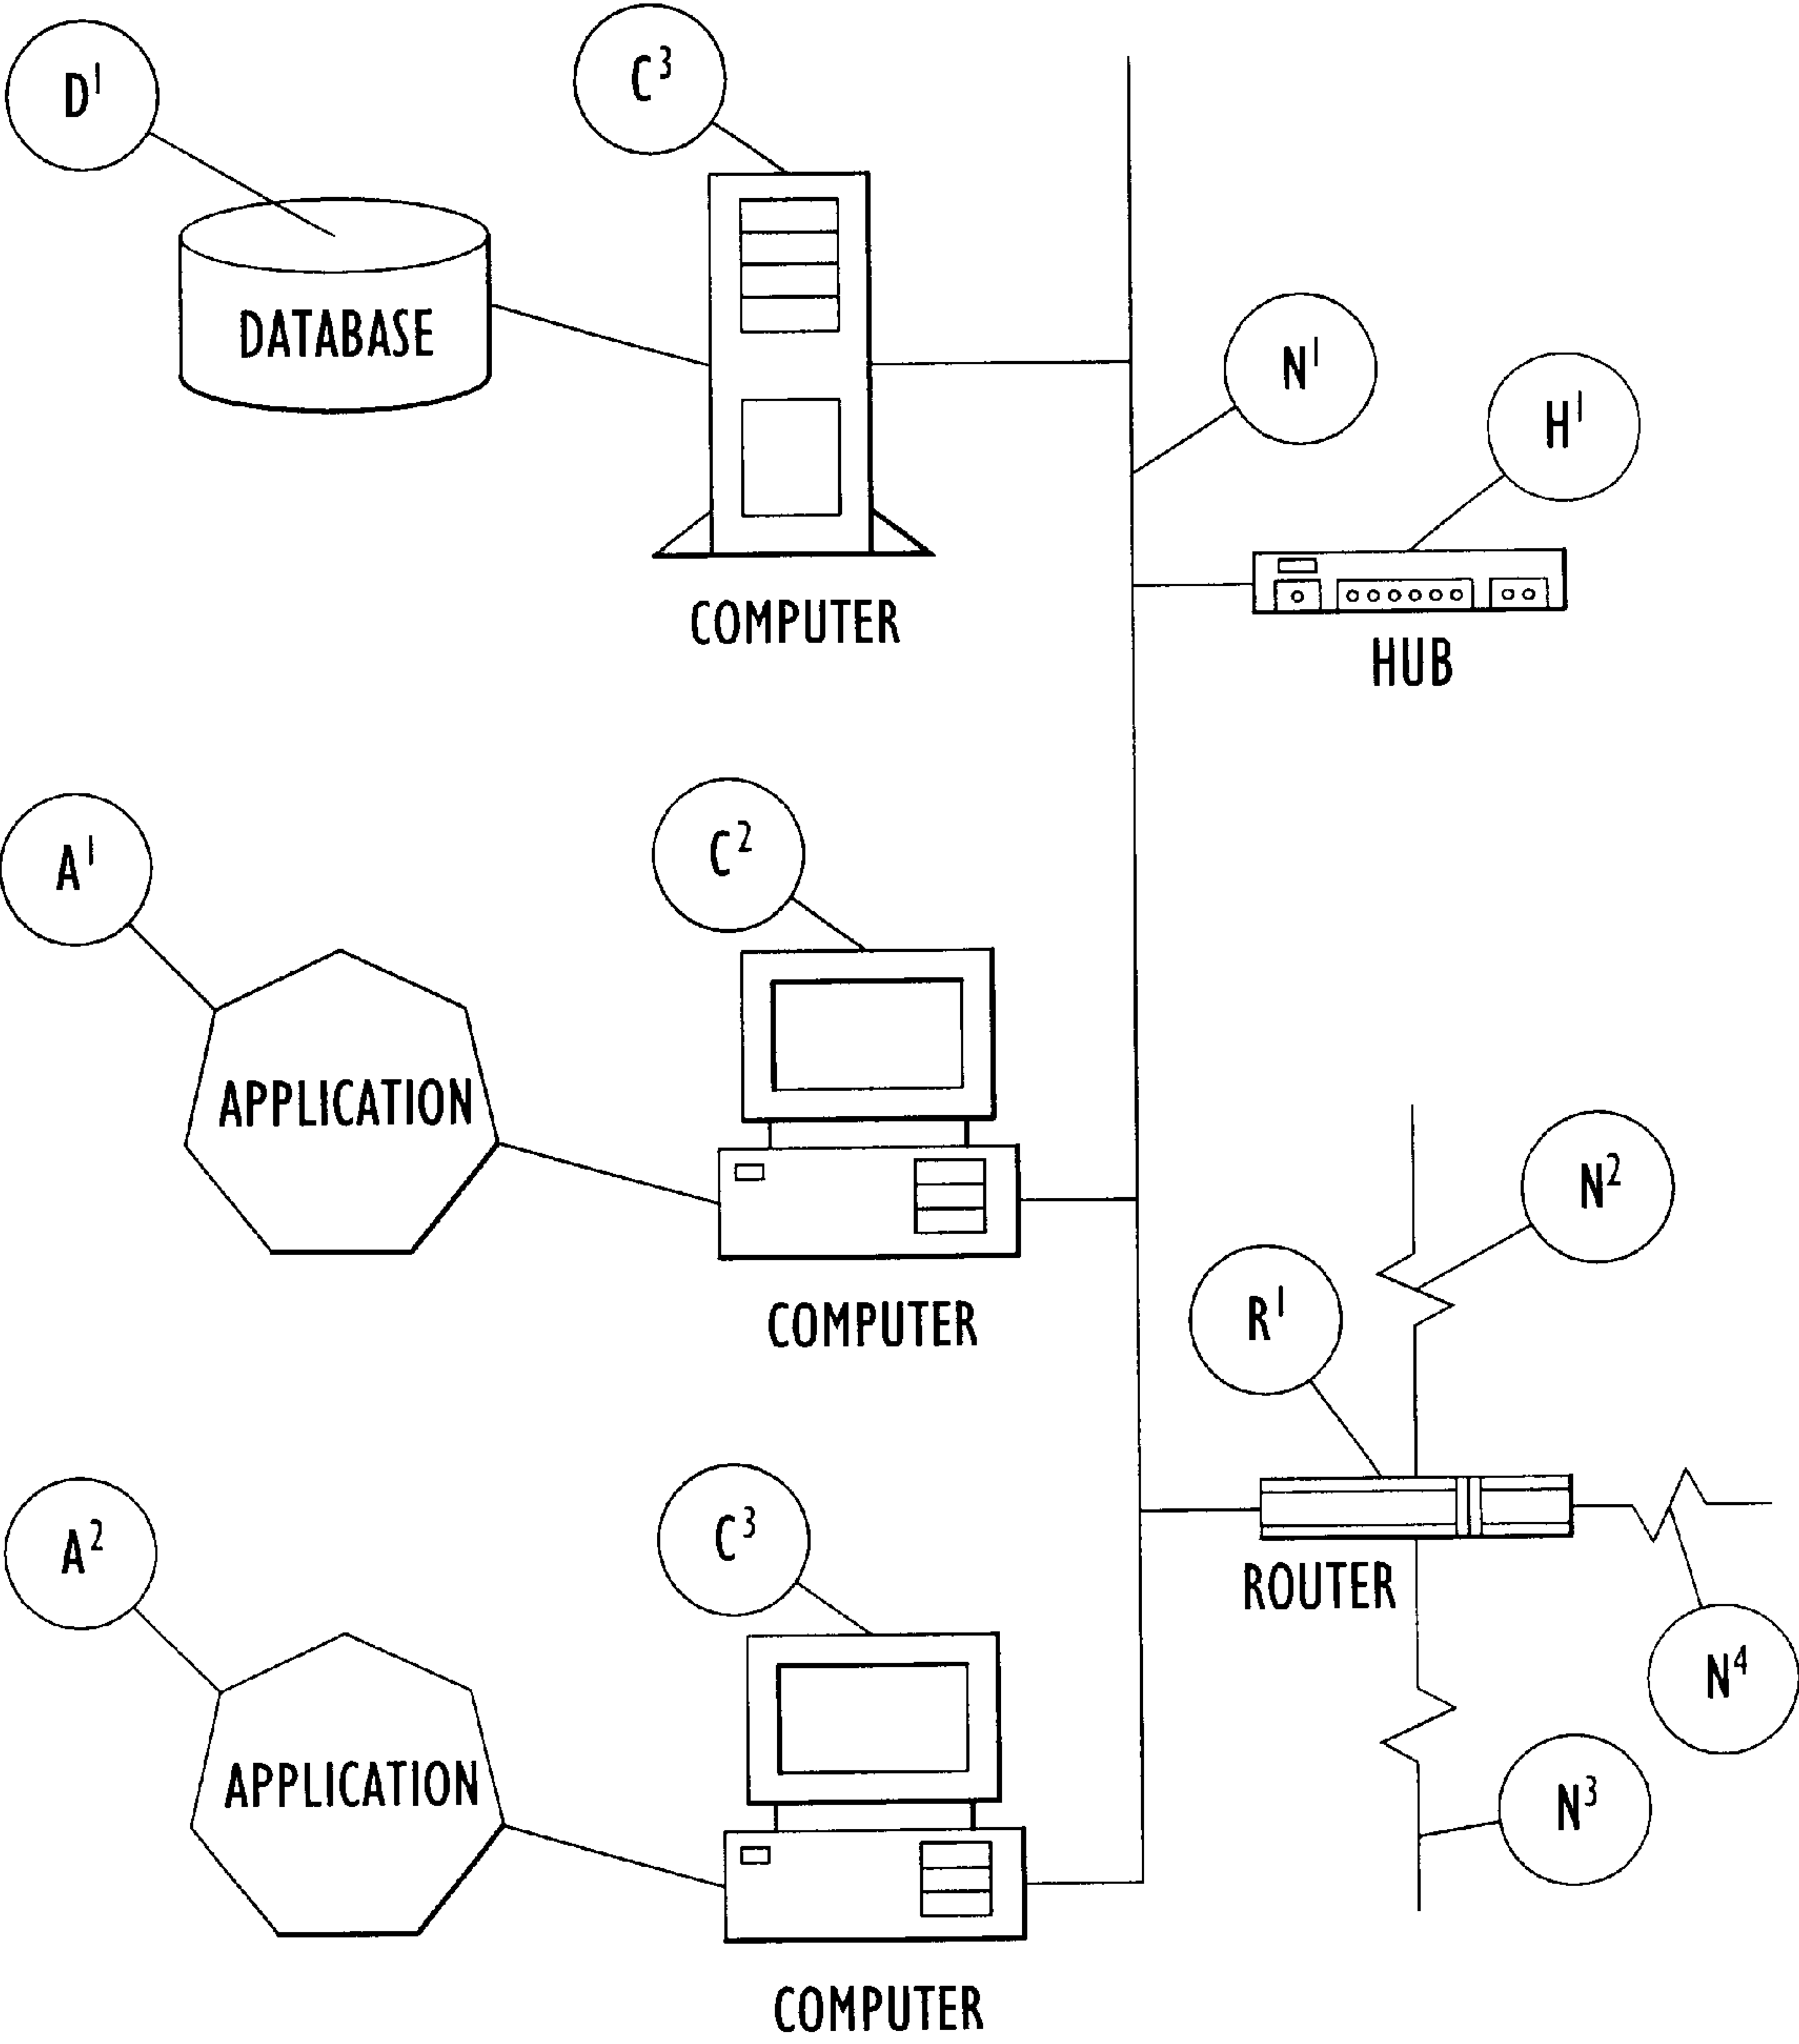 D¹
C³
DATABASE
N¹
H¹
COMPUTER
HUB
A¹
C²
APPLICATION
N²
R¹
COMPUTER
A²
C³
ROUTER
N⁴
APPLICATION
N³
COMPUTER